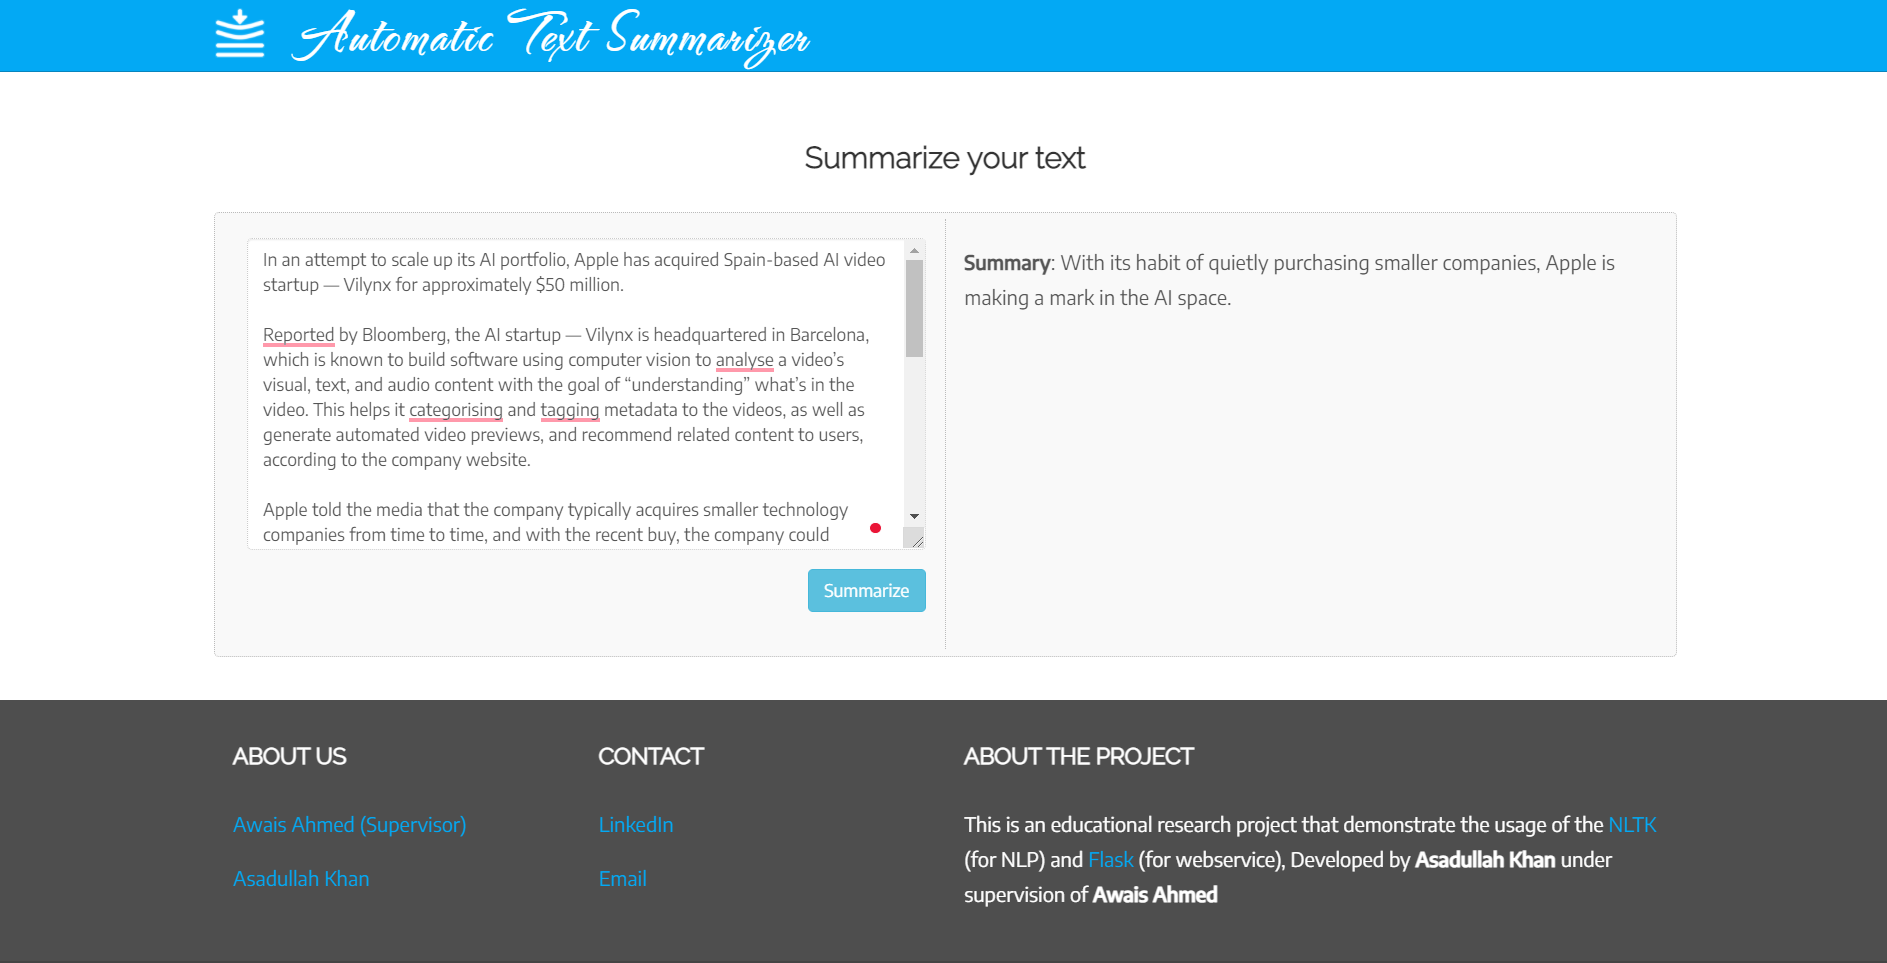 Automatic Text Summarizer
Summarize your text
In an attempt to scale up its AI portfolio, Apple has acquired Spain-based AI video
startup — Vilynx for approximately $50 million.
Reported by Bloomberg, the AI startup — Vilynx is headquartered in Barcelona,
which is known to build software using computer vision to analyse a video’s
visual, text, and audio content with the goal of “understanding” what’s in the
video. This helps it categorising and tagging metadata to the videos, as well as
generate automated video previews, and recommend related content to users,
according to the company website.
Apple told the media that the company typically acquires smaller technology
companies from time to time, and with the recent buy, the company could
Summarize
Summary: With its habit of quietly purchasing smaller companies, Apple is
making a mark in the AI space.
ABOUT US
Awais Ahmed (Supervisor)
Asadullah Khan
CONTACT
LinkedIn
Email
ABOUT THE PROJECT
This is an educational research project that demonstrate the usage of the NLTK
(for NLP) and Flask (for webservice), Developed by Asadullah Khan under
supervision of Awais Ahmed